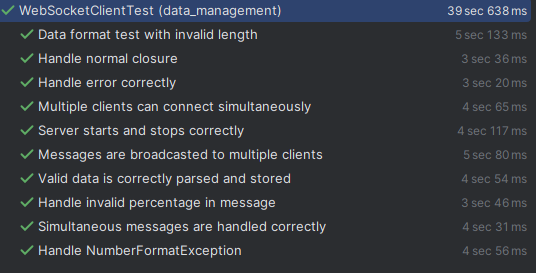 WebSocketClientTest (data_management) 39 sec 638 ms
Data format test with invalid length 5 sec 133 ms
Handle normal closure 3 sec 36 ms
Handle error correctly 3 sec 20 ms
Multiple clients can connect simultaneously 4 sec 65 ms
Server starts and stops correctly 4 sec 117 ms
Messages are broadcasted to multiple clients 5 sec 80 ms
Valid data is correctly parsed and stored 4 sec 54 ms
Handle invalid percentage in message 3 sec 46 ms
Simultaneous messages are handled correctly 4 sec 31 ms
Handle NumberFormatException 4 sec 56 ms